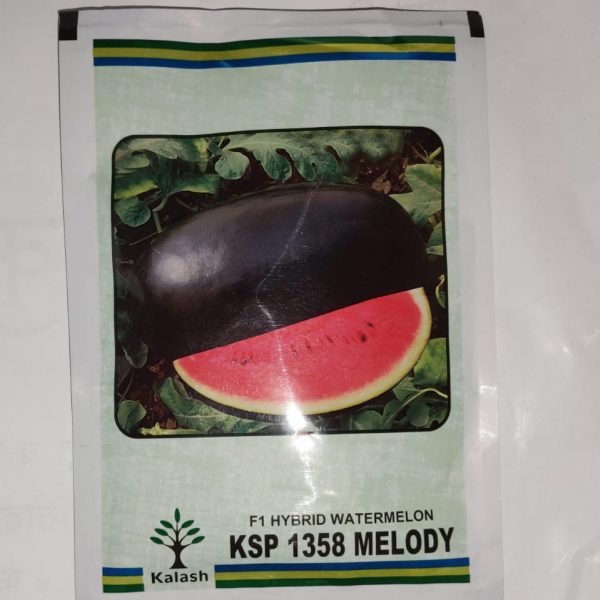 F1 HYBRID WATERMELON
KSP 1358 MELODY
Kalash